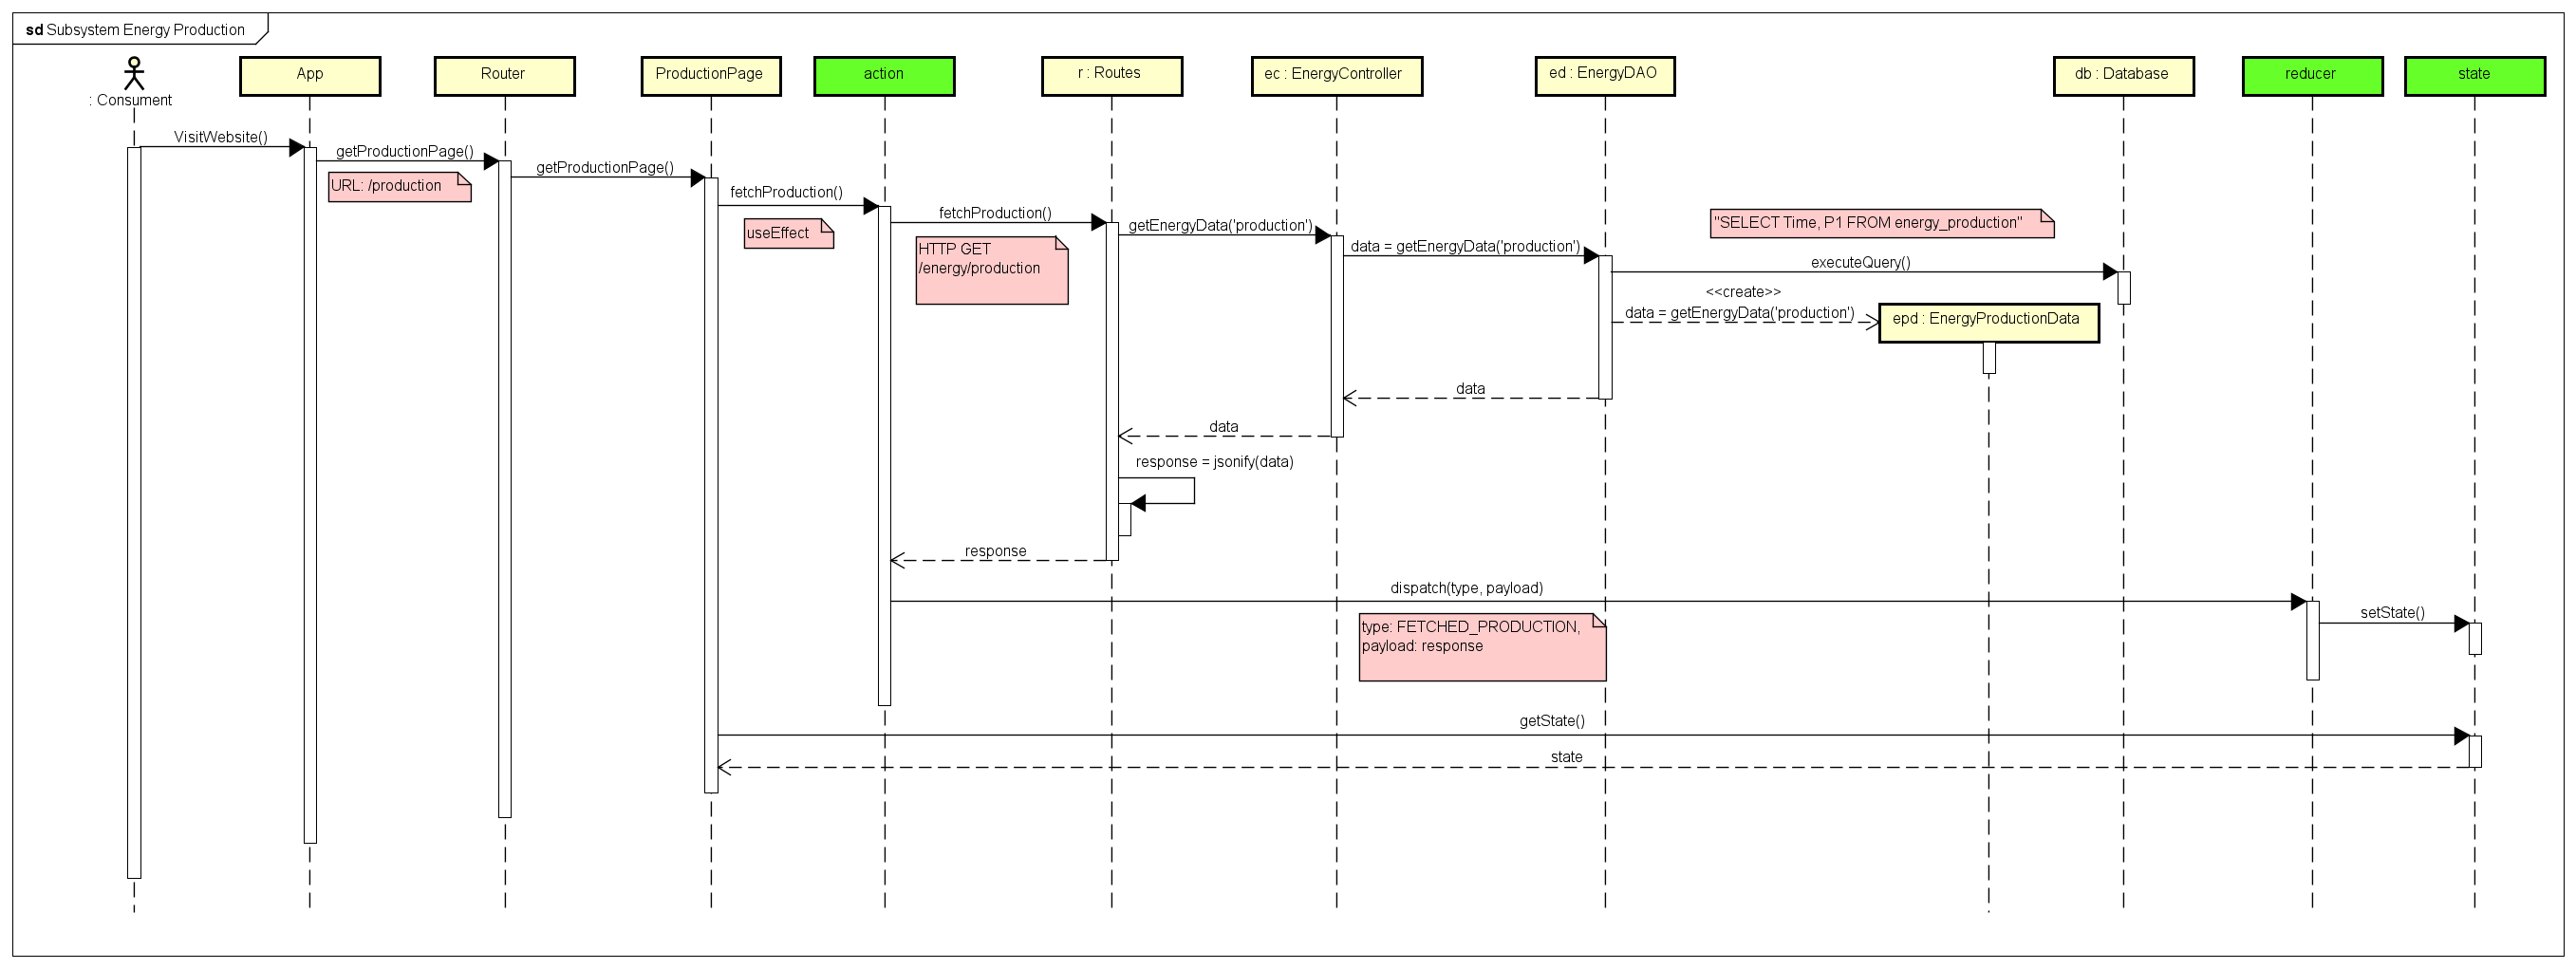 sd Subsystem Energy Production
: Consument
App
Router
ProductionPage
action
r : Routes
ec : EnergyController
ed : EnergyDAO
db : Database
reducer
state
VisitWebsite()
getProductionPage()
URL: /production
getProductionPage()
fetchProduction()
useEffect
fetchProduction()
HTTP GET
/energy/production
getEnergyData('production')
data = getEnergyData('production')
"SELECT Time, P1 FROM energy_production"
executeQuery()
<<create>>
data = getEnergyData('production')
epd : EnergyProductionData
data
data
response = jsonify(data)
response
dispatch(type, payload)
type: FETCHED_PRODUCTION,
payload: response
setState()
getState()
state